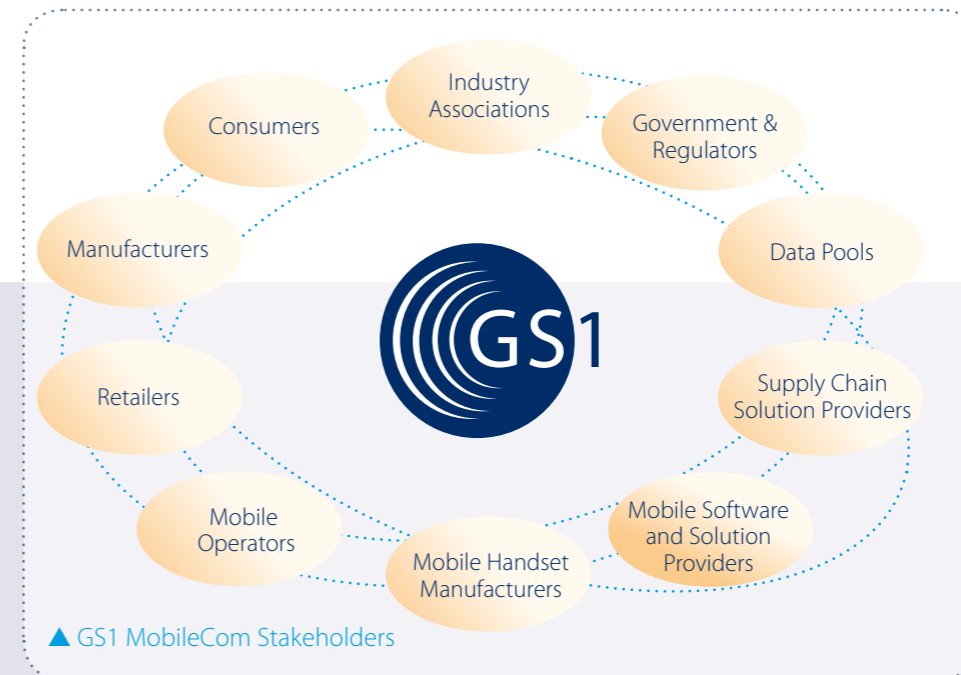 Industry
Associations
Consumers
Government &
Regulators
Manufacturers
Data Pools
GS1
Retailers
Supply Chain
Solution Providers
Mobile
Operators
Mobile Software
and Solution
Providers
Mobile Handset
Manufacturers
▲ GS1 MobileCom Stakeholders